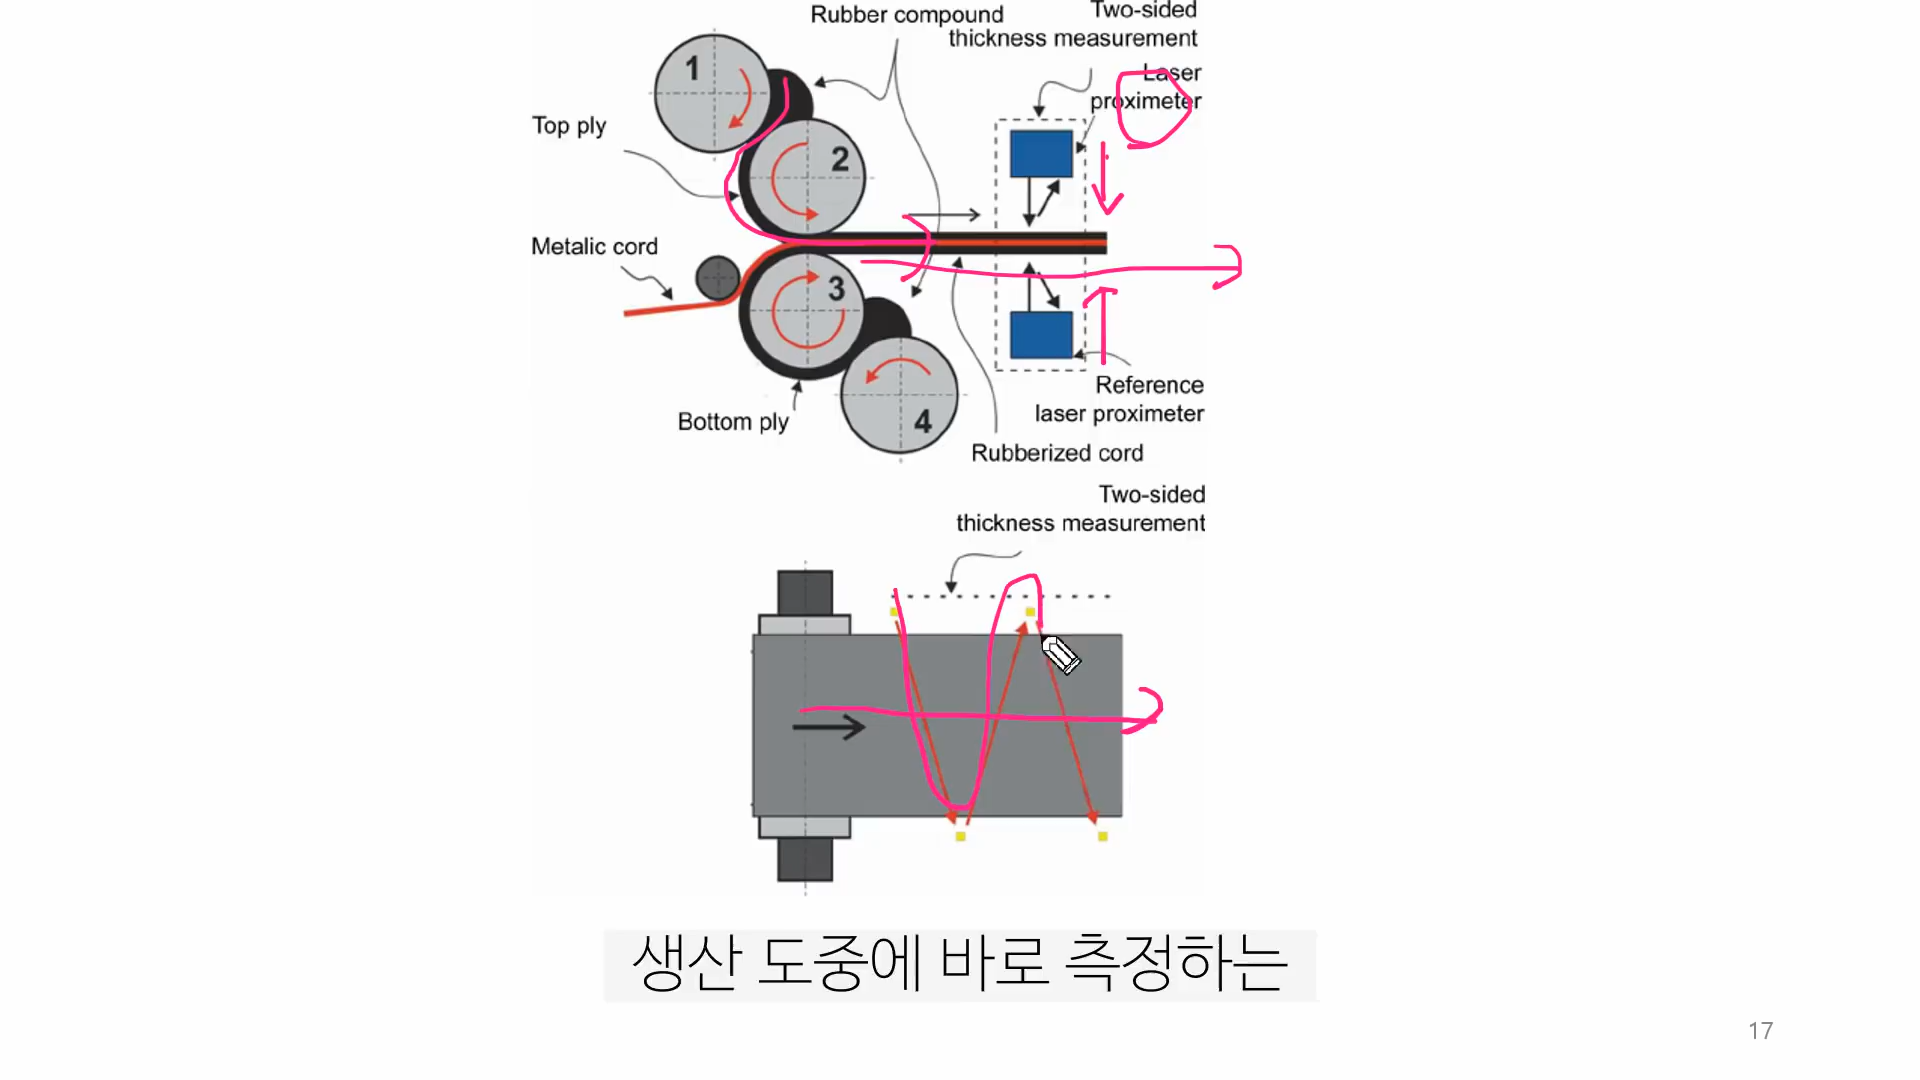 Rubber compound
Two-sided
thickness measurement
Laser
proximeter
1
Top ply
2
Metalic cord
3
Bottom ply
4
Reference
laser proximeter
Rubberized cord
Two-sided
thickness measurement
생산 도중에 바로 측정하는
17